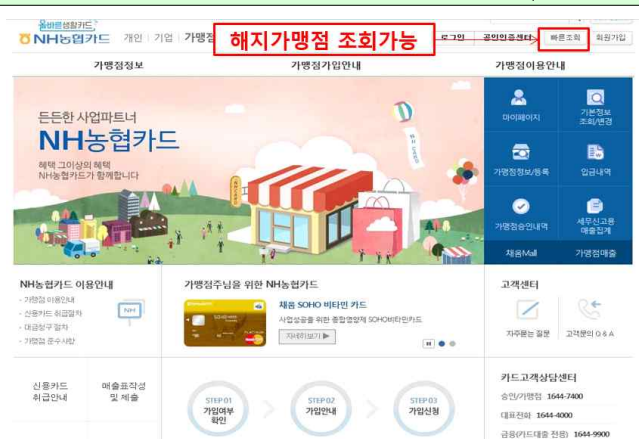 올바른생활카드
NH농협카드 개인 기업 가맹점
해지가맹점 조회가능
로그인 공인인증센터 빠른조회 회원가입
가맹점정보 가맹점가입안내 가맹점이용안내
든든한 사업파트너
NH농협카드
혜택 그이상의 혜택
NH농협카드가 함께합니다
NH CARD
마이페이지
기본정보
조회/변경
가맹점정보/등록
입금내역
가맹점승인내역
세무신고용
매출집계
채움Mall
가맹점매출
NH농협카드 이용안내
· 가맹점 이용안내
· 신용카드 취급절차
· 대금청구 절차
· 가맹점 준수사항
NH
가맹점주님을 위한 NH농협카드
채움 SOHO 비타민 카드
사업성공을 위한 종합영양제 SOHO비타민카드
자세히보기 ▶
고객센터
자주묻는 질문
고객문의 Q & A
신용카드
취급안내
매출표작성
및 제출
STEP 01
가입여부
확인
STEP 02
가입안내
STEP 03
가입신청
카드고객상담센터
승인/가맹점 1644-7400
대표전화 1644-4000
금융(카드대출 전용) 1644-9900